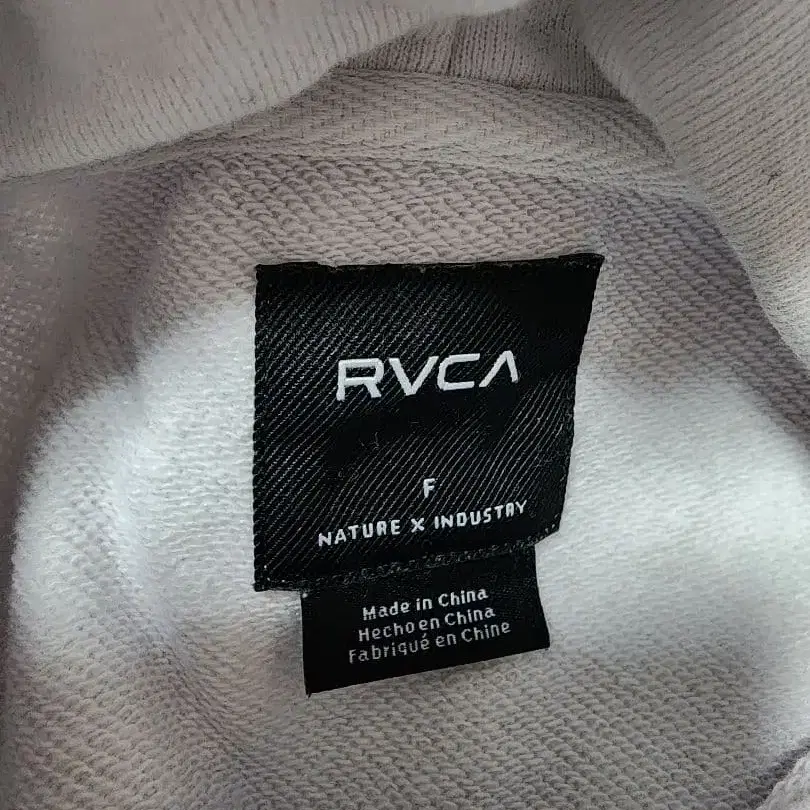 RVCA
F
NATURE X INDUSTRY
Made in China
Hecho en China
Fabriqué en Chine